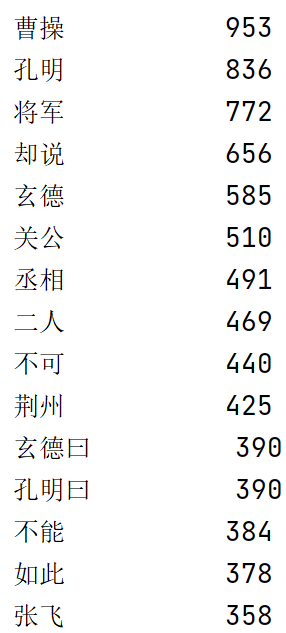 曹操 953
孔明 836
将军 772
却说 656
玄德 585
关公 510
丞相 491
二人 469
不可 440
荆州 425
玄德曰 390
孔明曰 390
不能 384
如此 378
张飞 358